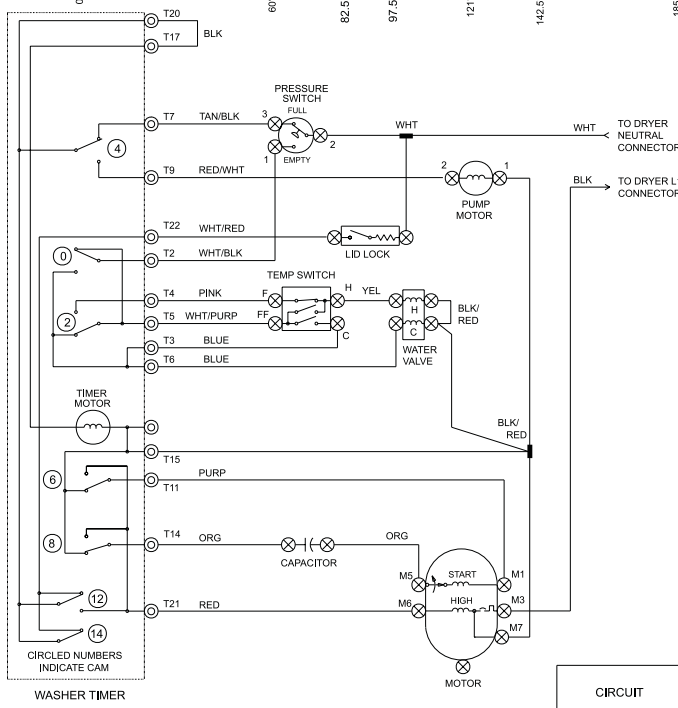 82.5
97.5
121
142.5
T20
T17
BLK
PRESSURE
SWITCH
FULL
T7
TAN/BLK
3
2
WHT
WHT
TO DRYER
NEUTRAL
CONNECTOR
4
1
EMPTY
T9
RED/WHT
2
1
BLK
TO DRYER L1
CONNECTOR
PUMP
MOTOR
T22
WHT/RED
LID LOCK
0
T2
WHT/BLK
TEMP SWITCH
T4
PINK
F
H
YEL
H
BLK/
RED
2
T5
WHT/PURP
FF
C
C
T3
BLUE
WATER
VALVE
T6
BLUE
TIMER
MOTOR
BLK/
RED
T15
6
T11
PURP
8
T14
ORG
CAPACITOR
ORG
M5
START
M1
12
T21
RED
M6
HIGH
M3
M7
14
CIRCLED NUMBERS
INDICATE CAM
MOTOR
WASHER TIMER
CIRCUIT